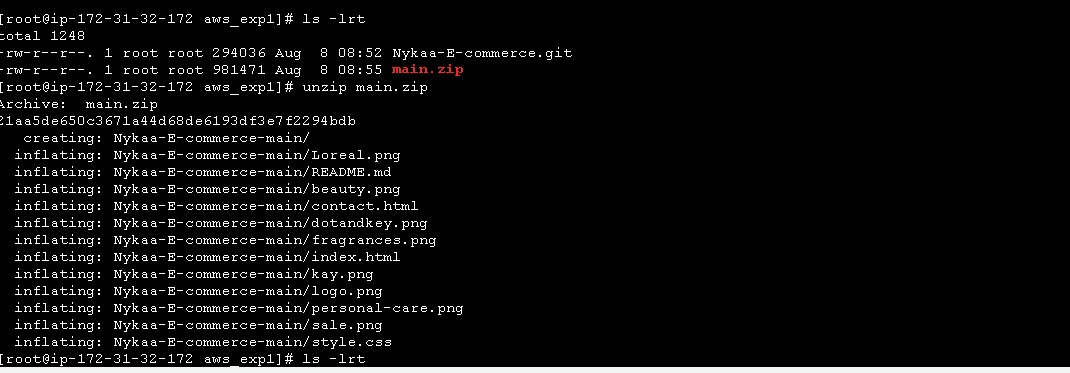 [root@ip-172-31-32-172 aws_exp1]# ls -lrt
total 1248
-rw-r--r--. 1 root root 294036 Aug  8 08:52 Nykaa-E-commerce.git
-rw-r--r--. 1 root root 981471 Aug  8 08:55 main.zip
[root@ip-172-31-32-172 aws_exp1]# unzip main.zip
Archive:  main.zip
21aa5de650c3671a44d68de6193df3e7f2294bdb
   creating: Nykaa-E-commerce-main/
  inflating: Nykaa-E-commerce-main/Loreal.png
  inflating: Nykaa-E-commerce-main/README.md
  inflating: Nykaa-E-commerce-main/beauty.png
  inflating: Nykaa-E-commerce-main/contact.html
  inflating: Nykaa-E-commerce-main/dotandkey.png
  inflating: Nykaa-E-commerce-main/fragrances.png
  inflating: Nykaa-E-commerce-main/index.html
  inflating: Nykaa-E-commerce-main/kay.png
  inflating: Nykaa-E-commerce-main/logo.png
  inflating: Nykaa-E-commerce-main/personal-care.png
  inflating: Nykaa-E-commerce-main/sale.png
  inflating: Nykaa-E-commerce-main/style.css
[root@ip-172-31-32-172 aws_exp1]# ls -lrt